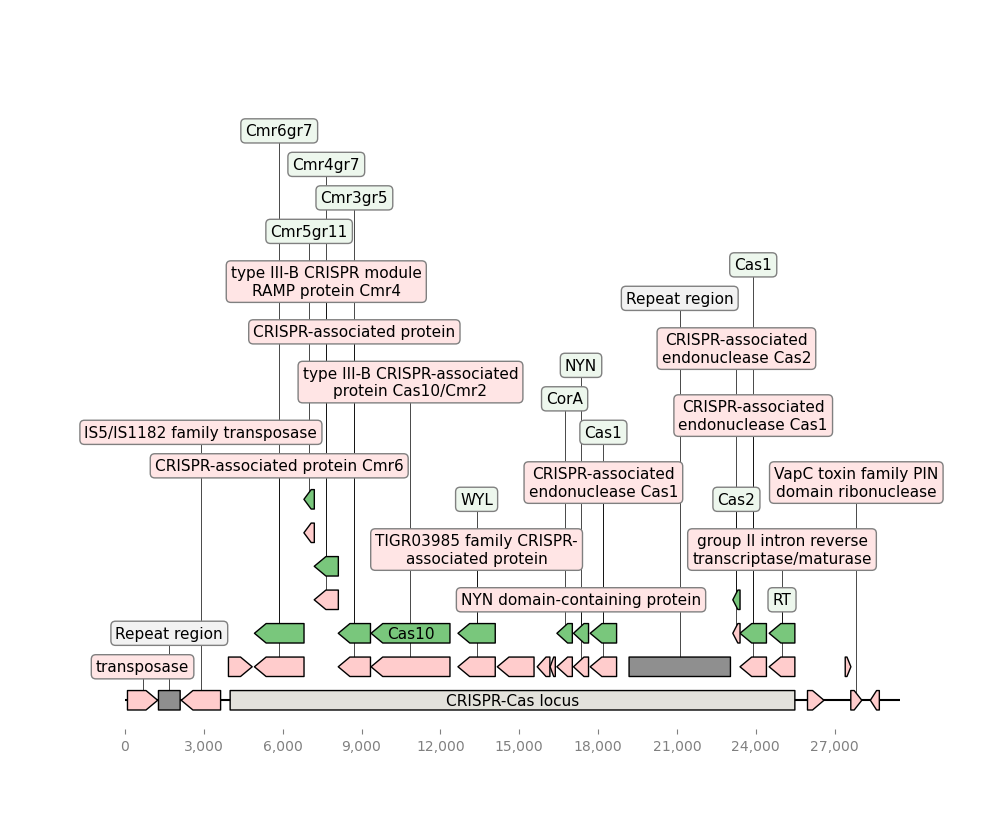 Cmr6gr7
Cmr4gr7
Cmr3gr5
Cmr5gr11
Cas1
type III-B CRISPR module
RAMP protein Cmr4
Repeat region
CRISPR-associated protein
CRISPR-associated
endonuclease Cas2
NYN
type III-B CRISPR-associated
protein Cas10/Cmr2
CorA
CRISPR-associated
endonuclease Cas1
IS5/IS1182 family transposase
Cas1
CRISPR-associated protein Cmr6
CRISPR-associated
endonuclease Cas1
VapC toxin family PIN
domain ribonuclease
WYL
Cas2
TIGR03985 family CRISPR-
associated protein
group II intron reverse
transcriptase/maturase
NYN domain-containing protein
RT
Repeat region
Cas10
transposase
CRISPR-Cas locus
0
3,000
6,000
9,000
12,000
15,000
18,000
21,000
24,000
27,000